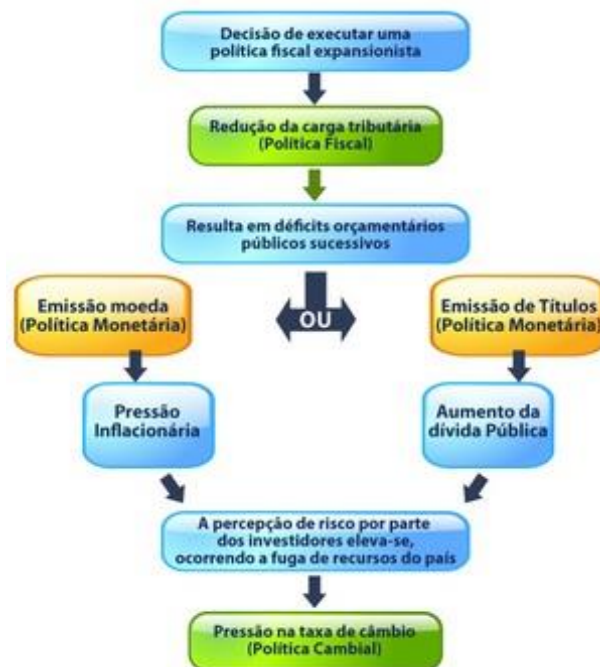 Decisão de executar uma
política fiscal expansionista
Redução da carga tributária
(Política Fiscal)
Resulta em déficits orçamentários
públicos sucessivos
OU
Emissão moeda
(Política Monetária)
Emissão de Títulos
(Política Monetária)
Pressão
Inflacionária
Aumento da
dívida Pública
A percepção de risco por parte
dos investidores eleva-se,
ocorrendo a fuga de recursos do país
Pressão na taxa de câmbio
(Política Cambial)